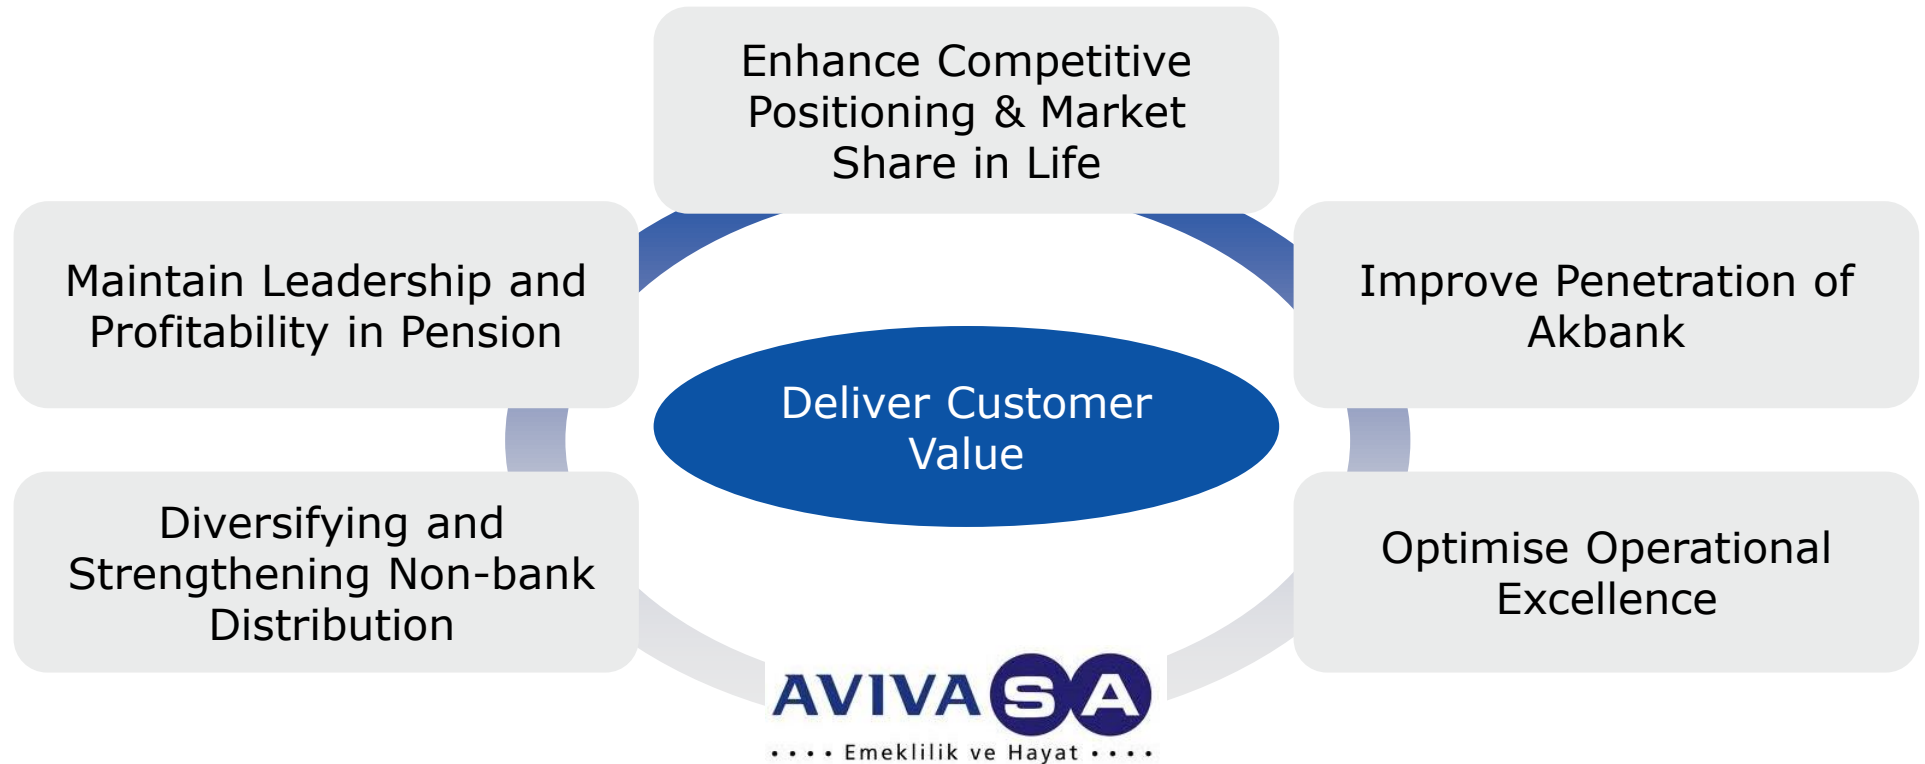 Enhance Competitive
Positioning & Market
Share in Life
Maintain Leadership and
Profitability in Pension
Improve Penetration of
Akbank
Deliver Customer
Value
Diversifying and
Strengthening Non-bank
Distribution
Optimise Operational
Excellence
AVIVASA
•••• Emeklilik ve Hayat ••••